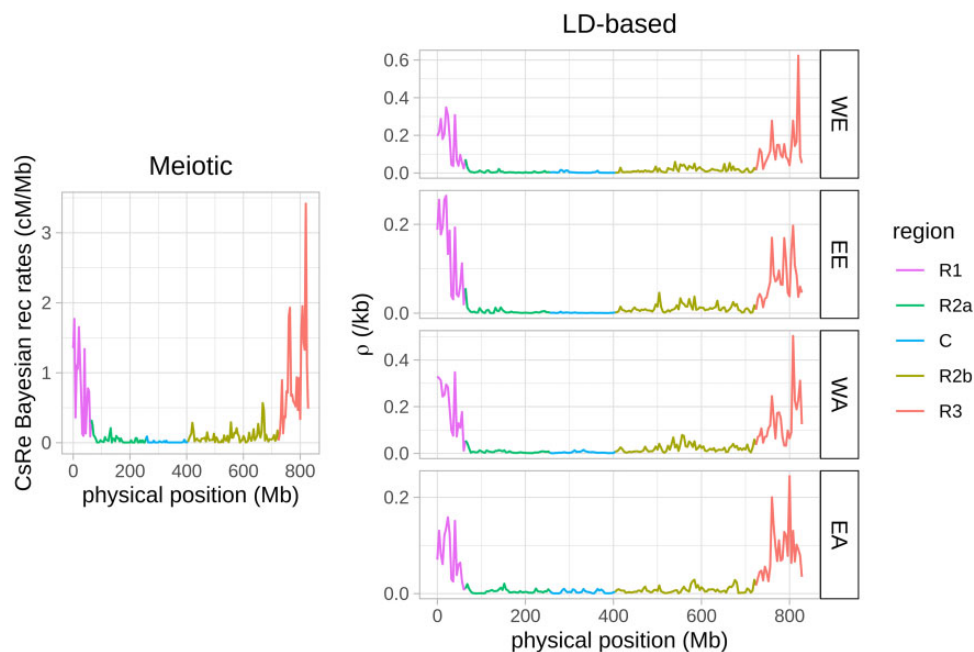 Meiotic
CsRe Bayesian rec rates (cM/Mb)
3
2
1
0
0 200 400 600 800
physical position (Mb)
LD-based
ρ (/kb)
0.6
0.4
0.2
0.0
WE
0.2
0.0
EE
0.4
0.2
0.0
WA
0.2
0.0
EA
0 200 400 600 800
physical position (Mb)
region
R1
R2a
C
R2b
R3